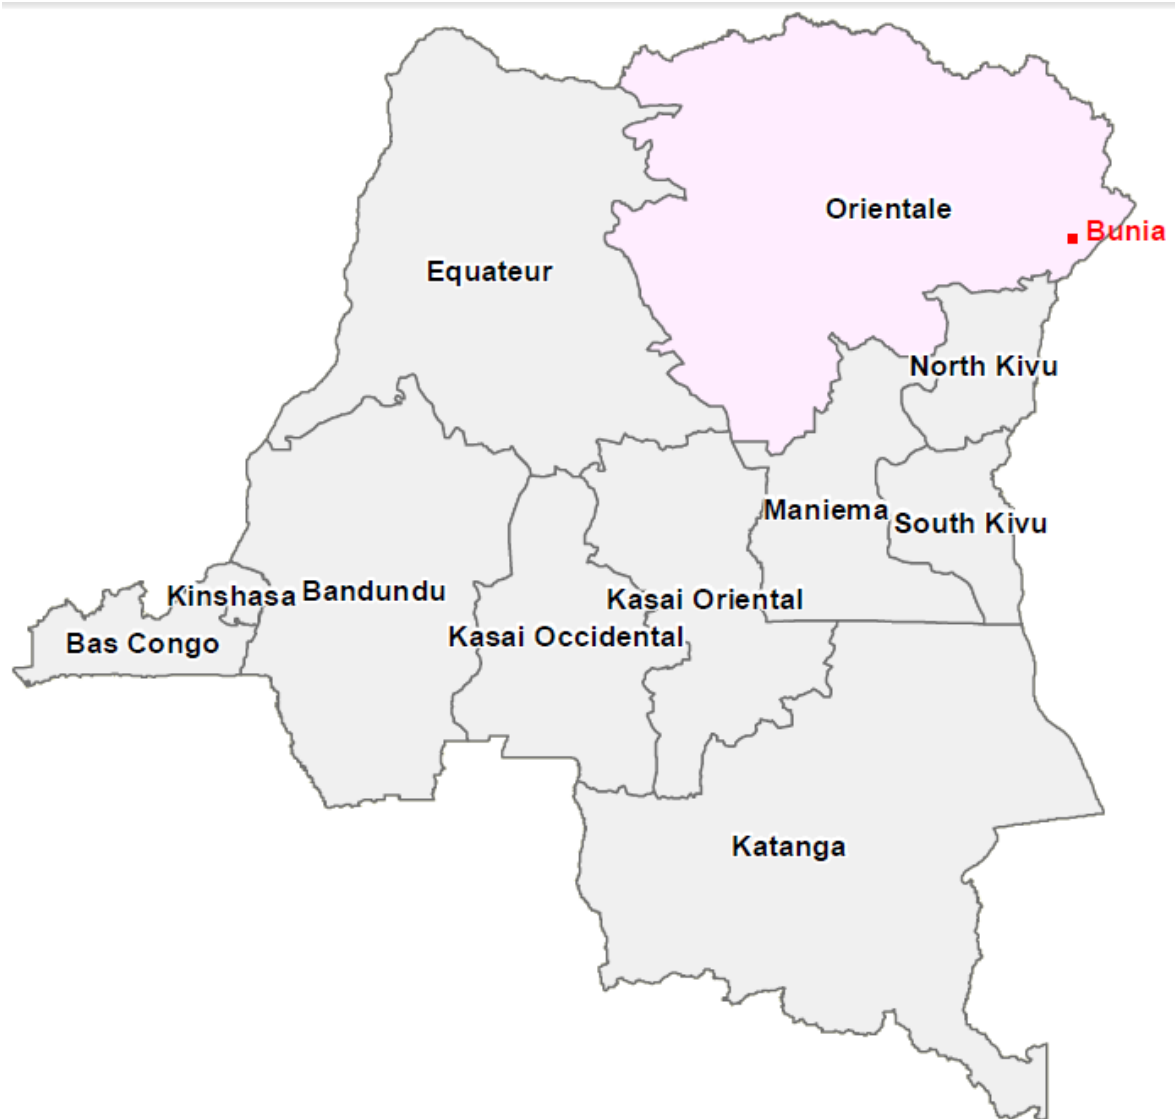 Orientale
Bunia
Equateur
North Kivu
Maniema
South Kivu
Kinshasa
Bandundu
Kasai Oriental
Bas Congo
Kasai Occidental
Katanga